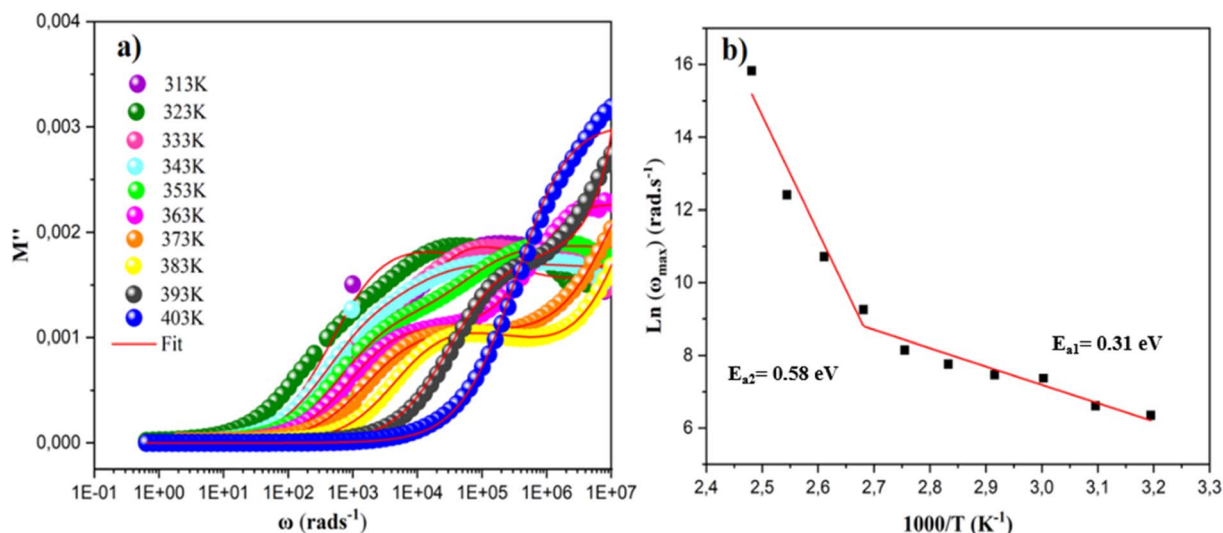 a)
0,004
0,003
0,002
0,001
0,000
M''
313K
323K
333K
343K
353K
363K
373K
383K
393K
403K
Fit
1E-01 1E+00 1E+01 1E+02 1E+03 1E+04 1E+05 1E+06 1E+07
ω (rads⁻¹)
b)
16
14
12
10
8
6
Ln (ω_max) (rad.s⁻¹)
E_a1= 0.31 eV
E_a2= 0.58 eV
2,4 2,5 2,6 2,7 2,8 2,9 3,0 3,1 3,2 3,3
1000/T (K⁻¹)